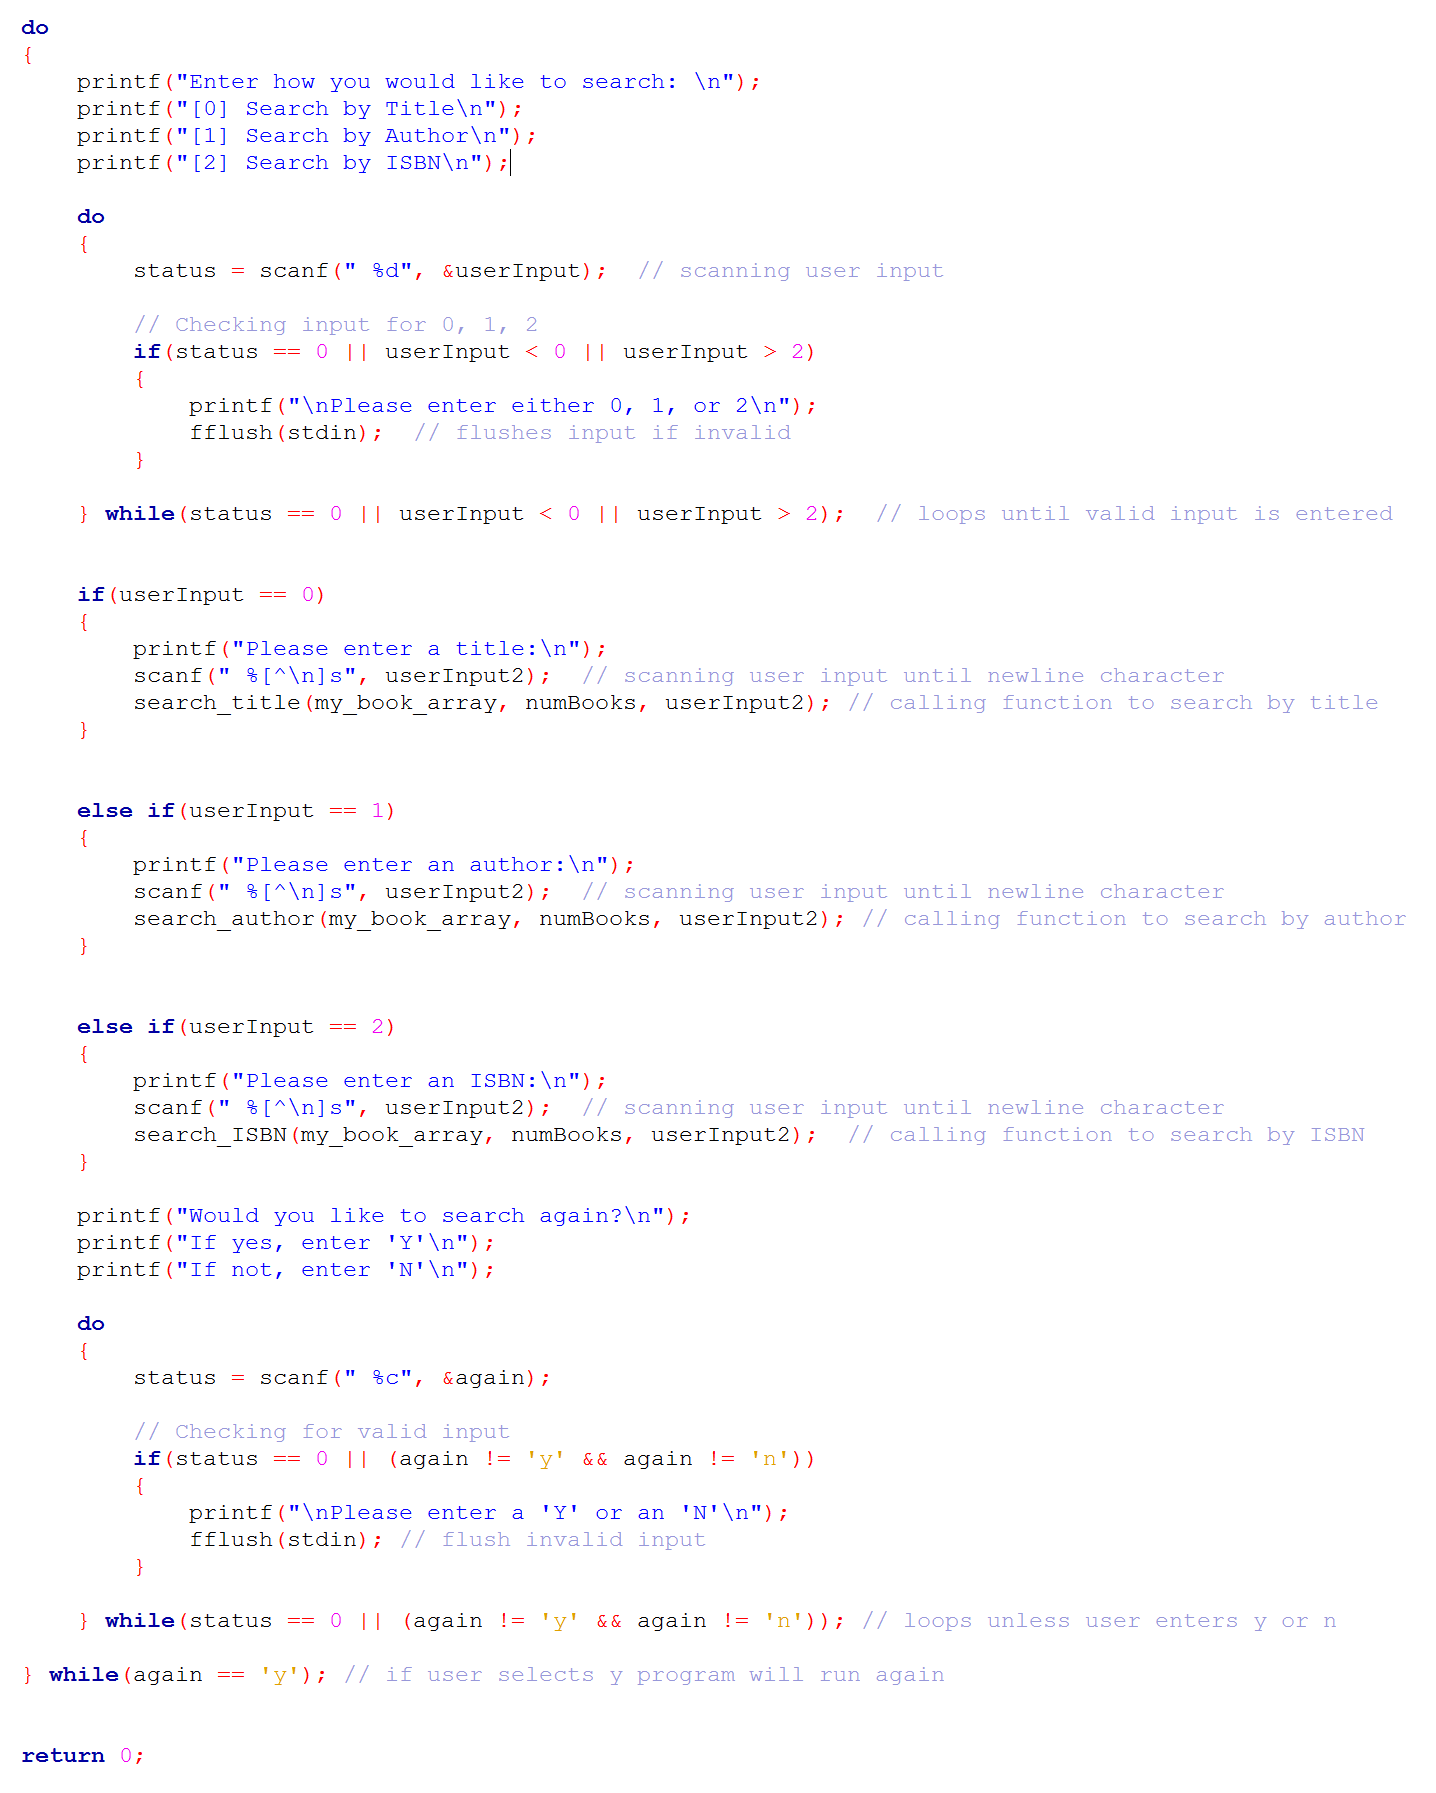 do
{
    printf("Enter how you would like to search: \n");
    printf("[0] Search by Title\n");
    printf("[1] Search by Author\n");
    printf("[2] Search by ISBN\n");

    do
    {
        status = scanf(" %d", &userInput);  // scanning user input

        // Checking input for 0, 1, 2
        if(status == 0 || userInput < 0 || userInput > 2)
        {
            printf("\nPlease enter either 0, 1, or 2\n");
            fflush(stdin);  // flushes input if invalid
        }

    } while(status == 0 || userInput < 0 || userInput > 2);  // loops until valid input is entered


    if(userInput == 0)
    {
        printf("Please enter a title:\n");
        scanf(" %[^\n]s", userInput2);  // scanning user input until newline character
        search_title(my_book_array, numBooks, userInput2); // calling function to search by title
    }


    else if(userInput == 1)
    {
        printf("Please enter an author:\n");
        scanf(" %[^\n]s", userInput2);  // scanning user input until newline character
        search_author(my_book_array, numBooks, userInput2); // calling function to search by author
    }


    else if(userInput == 2)
    {
        printf("Please enter an ISBN:\n");
        scanf(" %[^\n]s", userInput2);  // scanning user input until newline character
        search_ISBN(my_book_array, numBooks, userInput2);  // calling function to search by ISBN
    }

    printf("Would you like to search again?\n");
    printf("If yes, enter 'Y'\n");
    printf("If not, enter 'N'\n");

    do
    {
        status = scanf(" %c", &again);

        // Checking for valid input
        if(status == 0 || (again != 'y' && again != 'n'))
        {
            printf("\nPlease enter a 'Y' or an 'N'\n");
            fflush(stdin); // flush invalid input
        }

    } while(status == 0 || (again != 'y' && again != 'n')); // loops unless user enters y or n

} while(again == 'y'); // if user selects y program will run again


return 0;